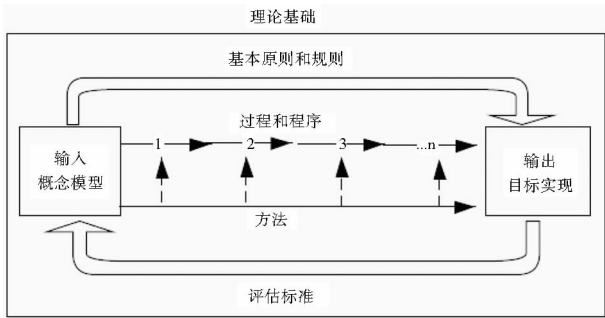 理论基础
基本原则和规则
过程和程序
1 2 3 ...n
输入
概念模型
输出
目标实现
方法
评估标准